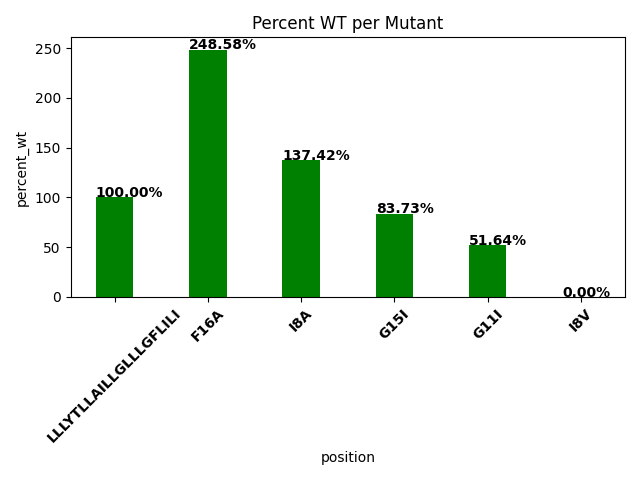 Percent WT per Mutant
percent_wt
250
200
150
100
50
0
100.00%
248.58%
137.42%
83.73%
51.64%
0.00%
LLLYTLLAILLGLLLGFLILI
F16A
I8A
G15I
G11I
I8V
position